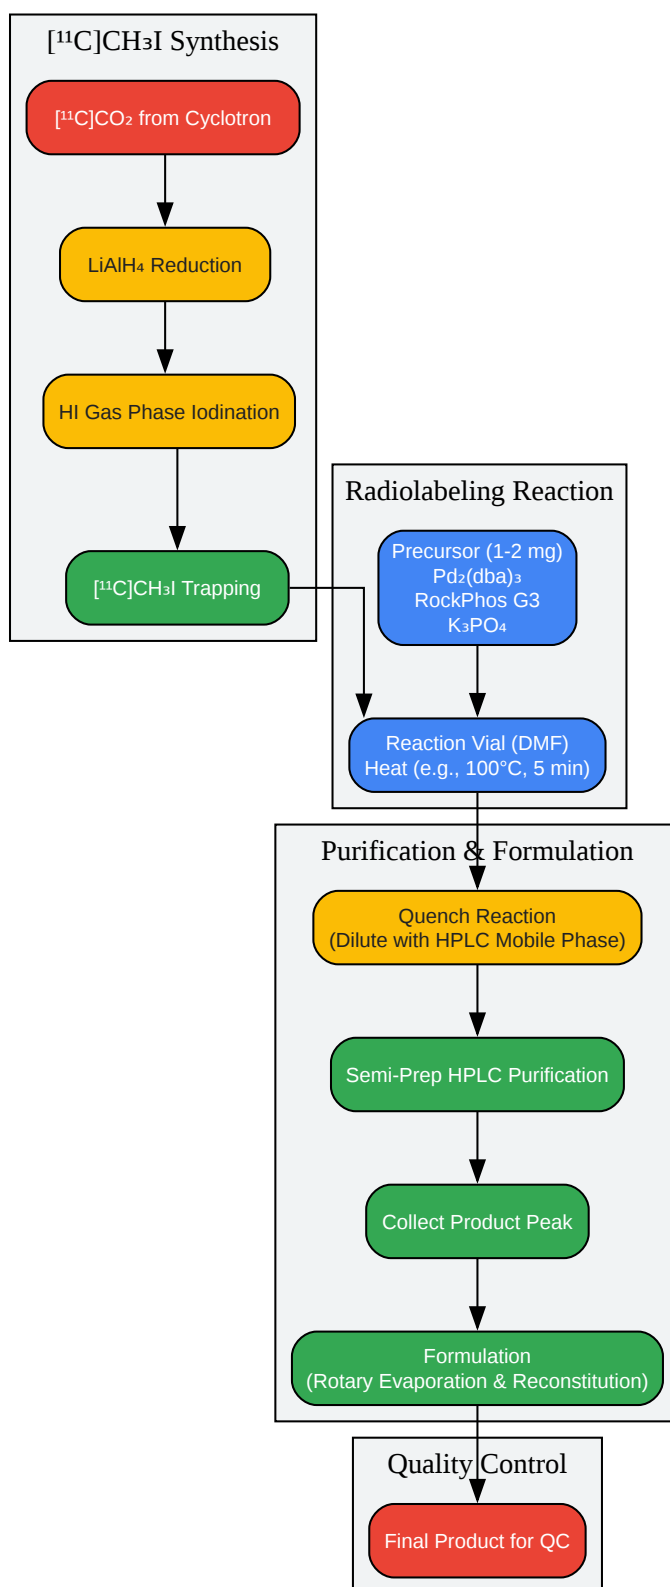 [¹¹C]CH₃I Synthesis
[¹¹C]CO₂ from Cyclotron
LiAlH₄ Reduction
HI Gas Phase Iodination
[¹¹C]CH₃I Trapping
Radiolabeling Reaction
Precursor (1-2 mg)
Pd₂(dba)₃
RockPhos G3
K₃PO₄
Reaction Vial (DMF)
Heat (e.g., 100°C, 5 min)
Purification & Formulation
Quench Reaction
(Dilute with HPLC Mobile Phase)
Semi-Prep HPLC Purification
Collect Product Peak
Formulation
(Rotary Evaporation & Reconstitution)
Quality Control
Final Product for QC